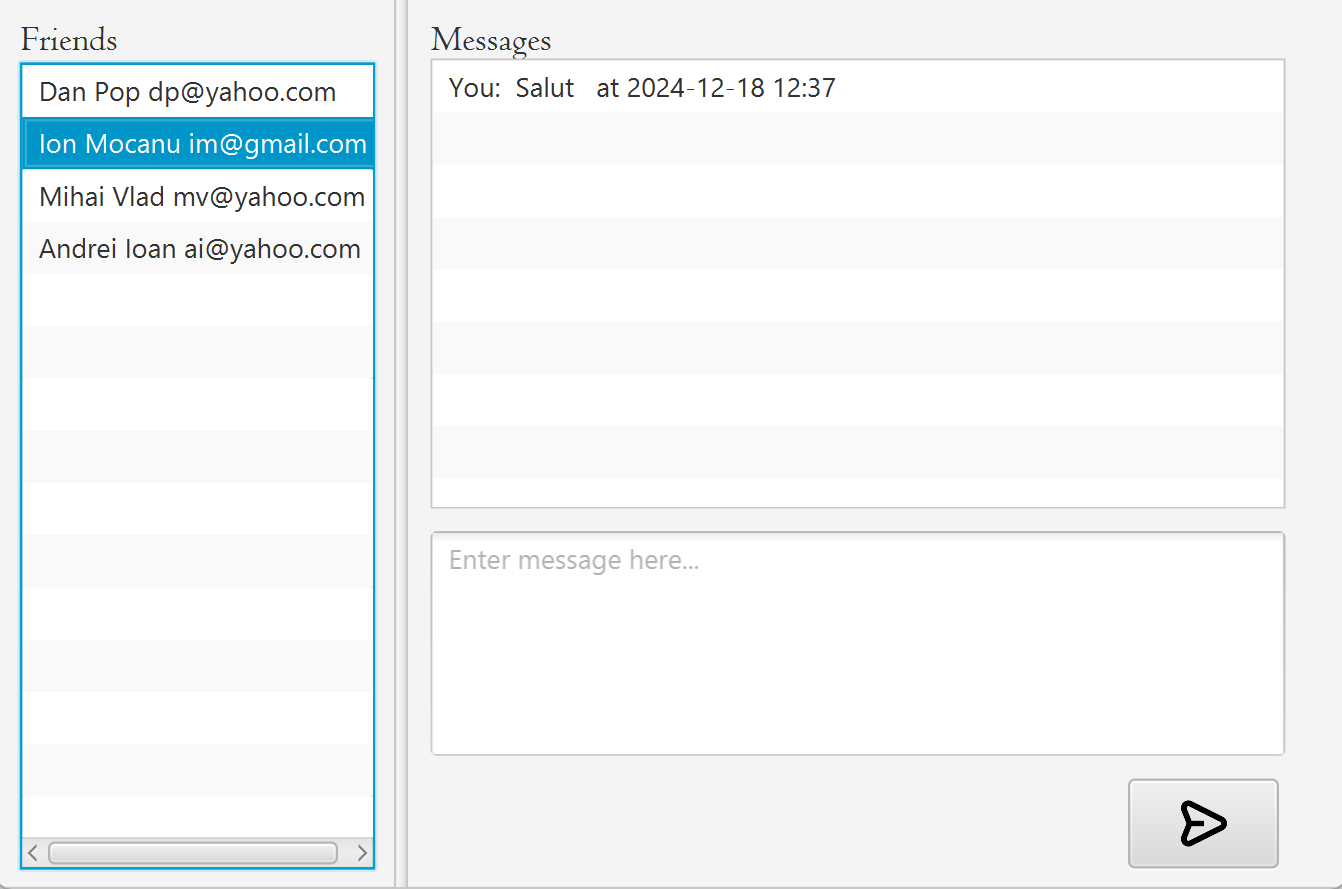 Friends
Dan Pop dp@yahoo.com
Ion Mocanu im@gmail.com
Mihai Vlad mv@yahoo.com
Andrei Ioan ai@yahoo.com
Messages
You:  Salut   at 2024-12-18 12:37
Enter message here...